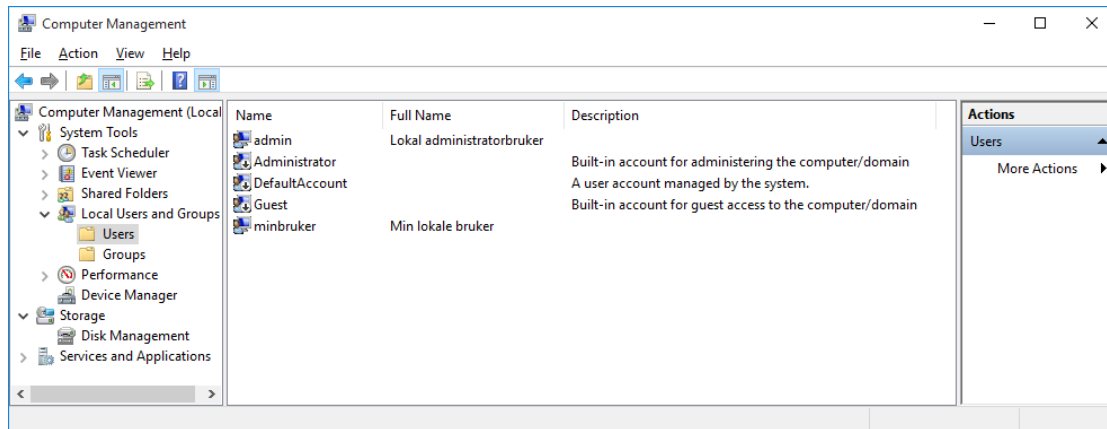 Computer Management
File Action View Help
Computer Management (Local
System Tools
Task Scheduler
Event Viewer
Shared Folders
Local Users and Groups
Users
Groups
Performance
Device Manager
Storage
Disk Management
Services and Applications
Name Full Name Description
admin Lokal administratorbruker
Administrator Built-in account for administering the computer/domain
DefaultAccount A user account managed by the system.
Guest Built-in account for guest access to the computer/domain
minbruker Min lokale bruker
Actions
Users
More Actions